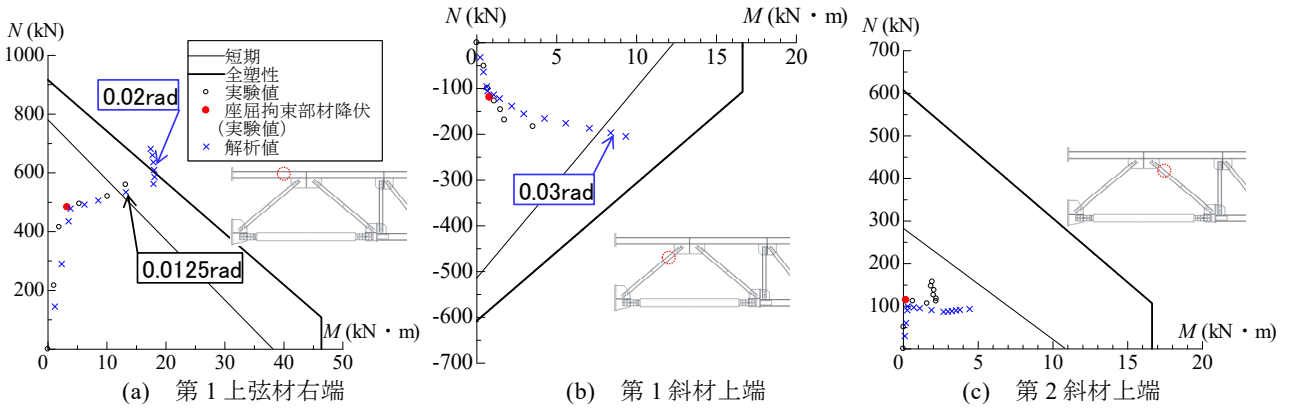 N (kN)
1000
800
600
400
200
0
0
10
20
30
40
50
M (kN・m)
短期
全塑性
実験値
座屈拘束部材降伏
(実験値)
解析値
0.02rad
0.0125rad
(a) 第1上弦材右端
N (kN)
M (kN・m)
0
5
10
15
20
0
-100
-200
-300
-400
-500
-600
-700
0.03rad
(b) 第1斜材上端
N (kN)
700
600
500
400
300
200
100
0
0
5
10
15
20
M (kN・m)
(c) 第2斜材上端